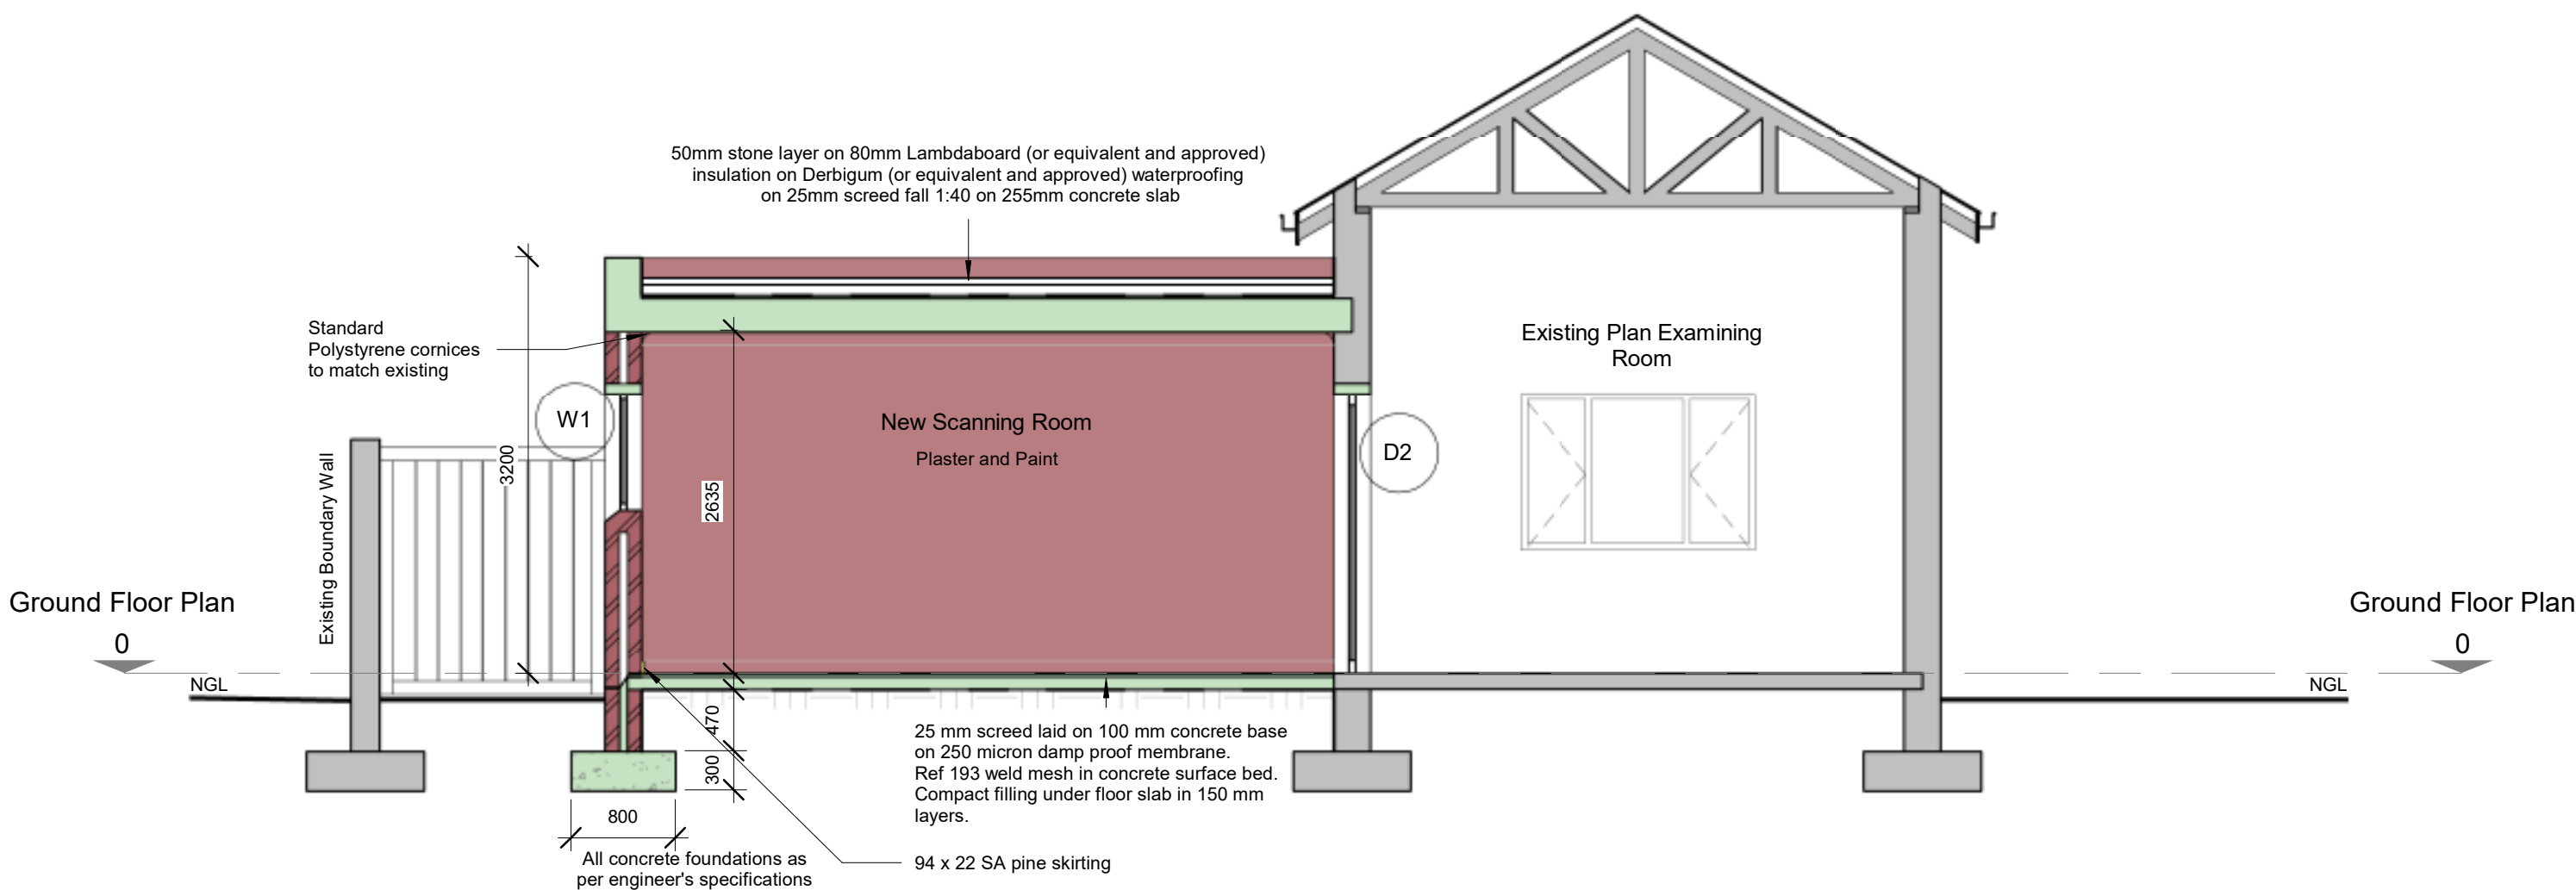 50mm stone layer on 80mm Lambdaboard (or equivalent and approved)
insulation on Derbigum (or equivalent and approved) waterproofing
on 25mm screed fall 1:40 on 255mm concrete slab
Standard
Polystyrene cornices
to match existing
Existing Plan Examining
Room
W1
New Scanning Room
Plaster and Paint
D2
3200
2635
Existing Boundary Wall
Ground Floor Plan
0
NGL
Ground Floor Plan
0
NGL
470
300
800
25 mm screed laid on 100 mm concrete base
on 250 micron damp proof membrane.
Ref 193 weld mesh in concrete surface bed.
Compact filling under floor slab in 150 mm
layers.
All concrete foundations as
per engineer's specifications
94 x 22 SA pine skirting